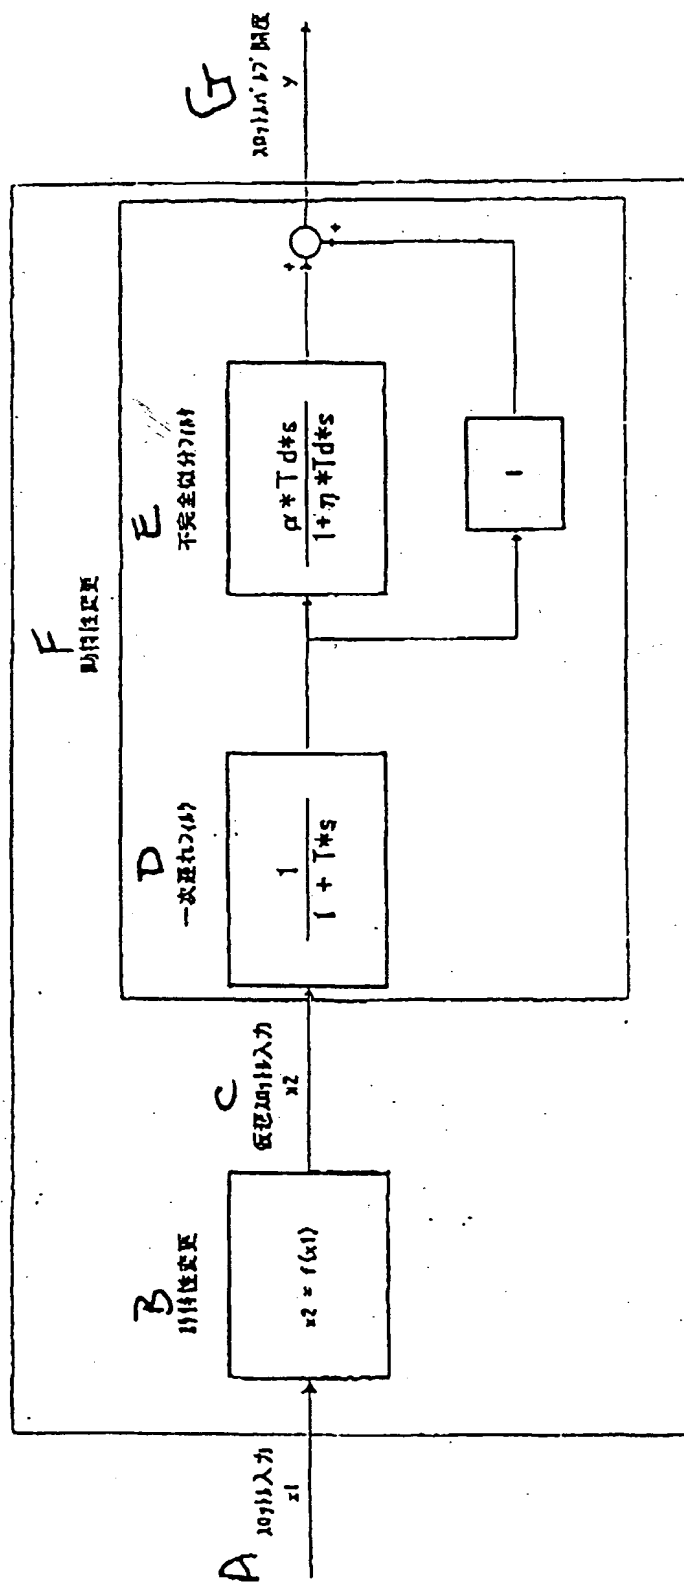 A
スロットル入力
x1
B
静特性変更
x2 = f(x1)
C
仮想スロットル入力
x2
D
一次遅れフィルタ
1
1 + T*s
E
不完全微分フィルタ
α*Td*s
1+η*Td*s
1
F
動特性変更
+
+
G
スロットルバルブ開度
y